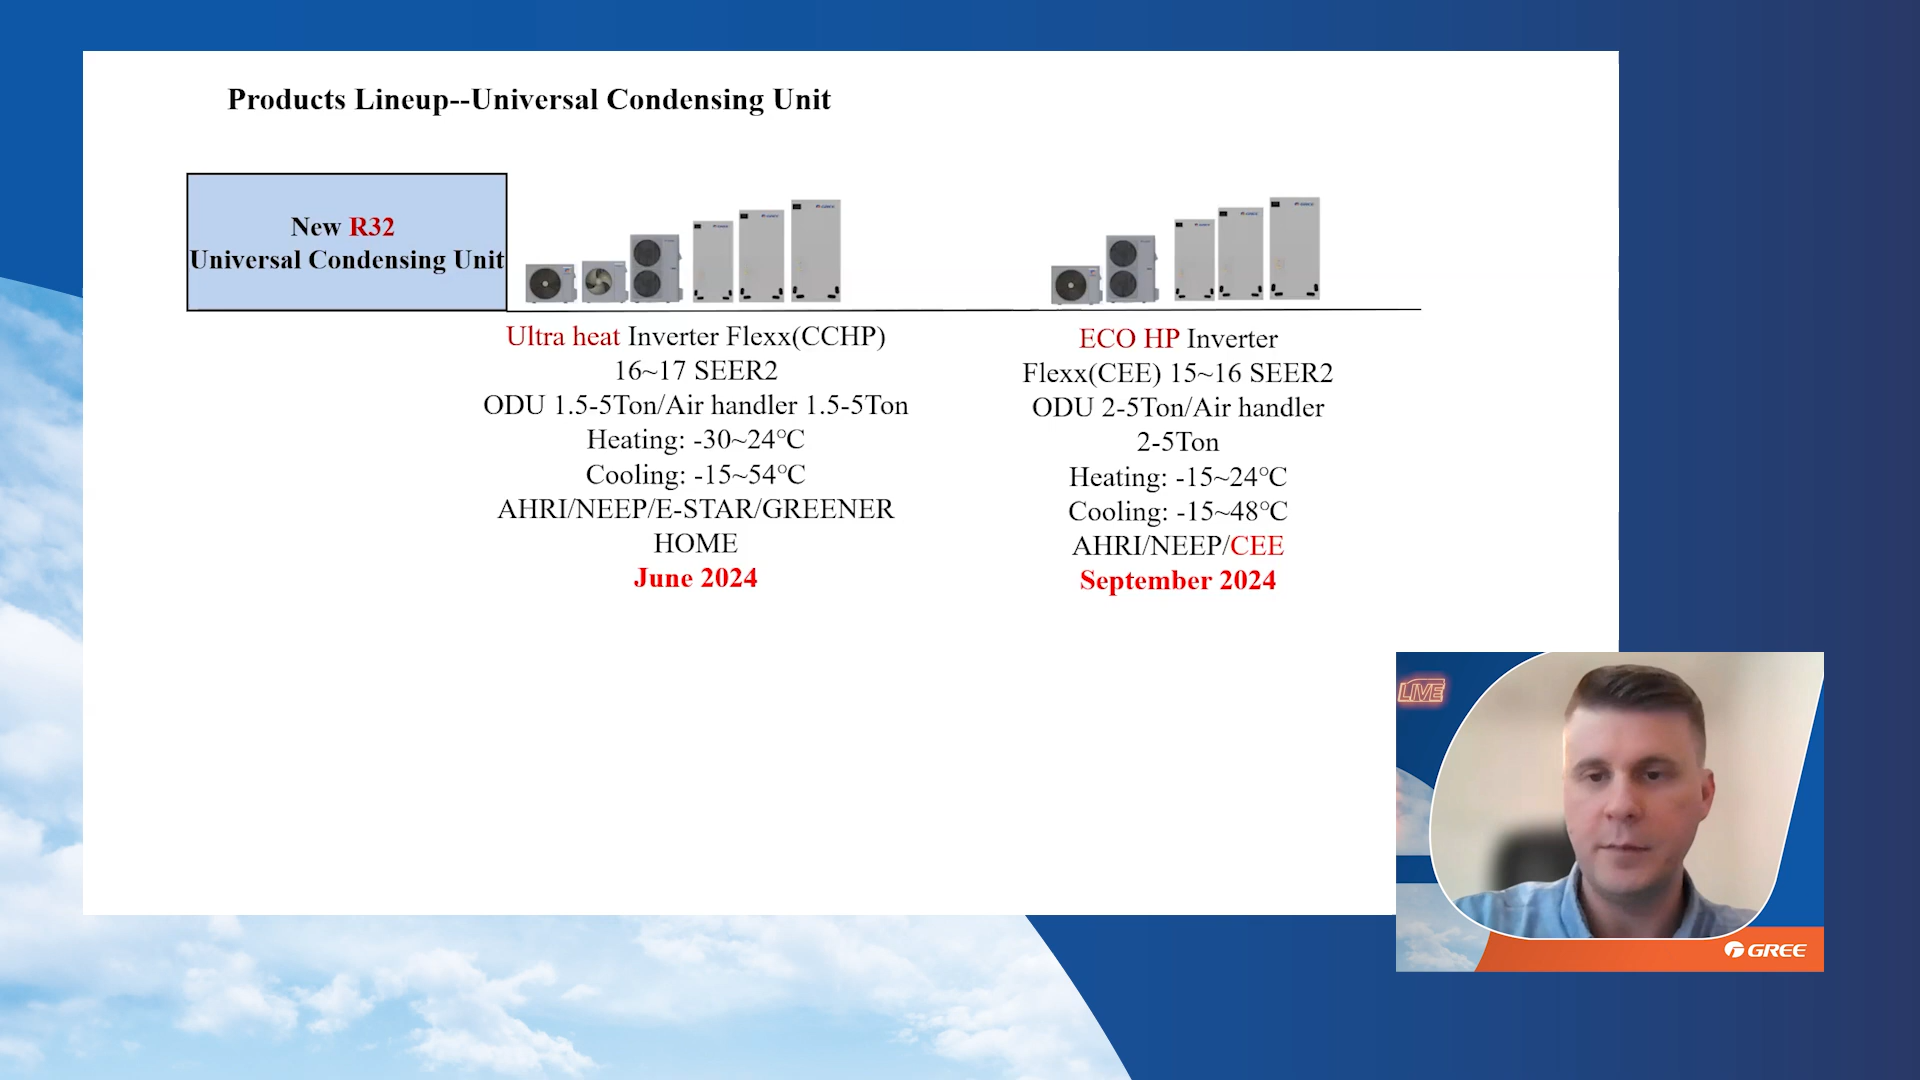 Products Lineup--Universal Condensing Unit
New R32
Universal Condensing Unit
Ultra heat Inverter Flexx(CCHP)
16~17 SEER2
ODU 1.5-5Ton/Air handler 1.5-5Ton
Heating: -30~24℃
Cooling: -15~54℃
AHRI/NEEP/E-STAR/GREENER
HOME
June 2024
ECO HP Inverter
Flexx(CEE) 15~16 SEER2
ODU 2-5Ton/Air handler
2-5Ton
Heating: -15~24℃
Cooling: -15~48℃
AHRI/NEEP/CEE
September 2024
LIVE
GREE